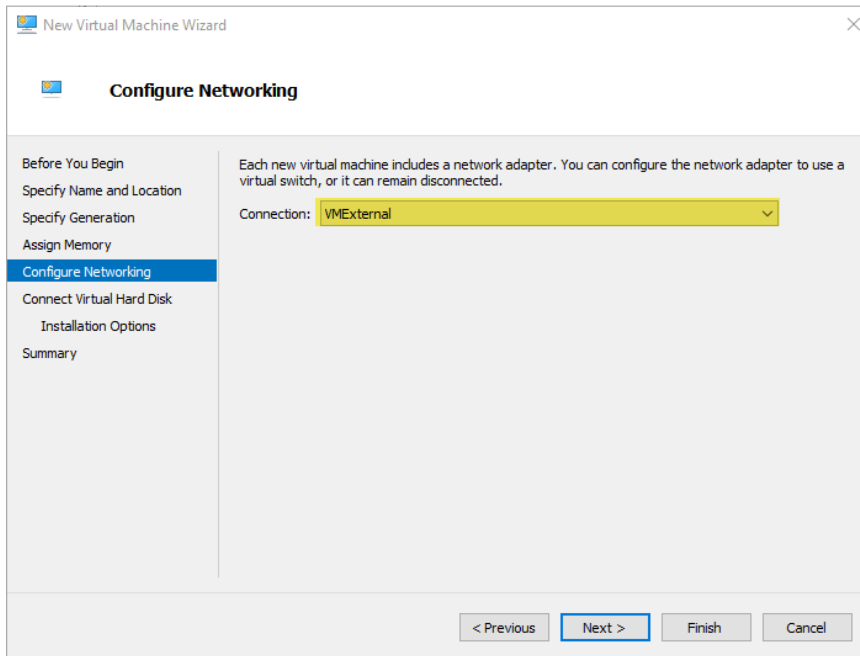 New Virtual Machine Wizard
Configure Networking
Before You Begin
Specify Name and Location
Specify Generation
Assign Memory
Configure Networking
Connect Virtual Hard Disk
Installation Options
Summary
Each new virtual machine includes a network adapter. You can configure the network adapter to use a
virtual switch, or it can remain disconnected.
Connection: VMExternal
< Previous Next > Finish Cancel